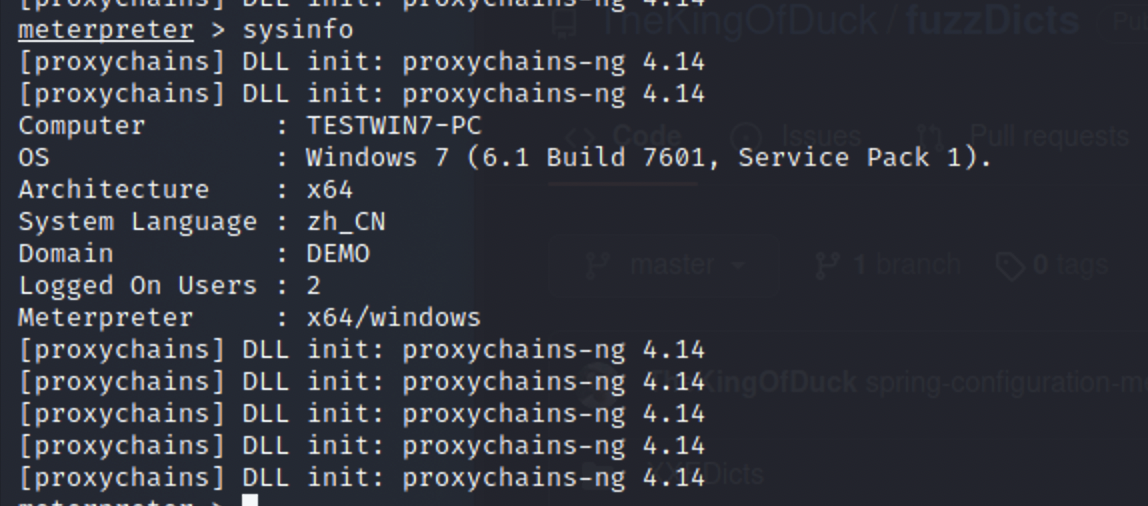 [proxychains] DLL init: proxychains-ng 4.14
meterpreter > sysinfo
[proxychains] DLL init: proxychains-ng 4.14
[proxychains] DLL init: proxychains-ng 4.14
Computer : TESTWIN7-PC
OS : Windows 7 (6.1 Build 7601, Service Pack 1).
Architecture : x64
System Language : zh_CN
Domain : DEMO
Logged On Users : 2
Meterpreter : x64/windows
[proxychains] DLL init: proxychains-ng 4.14
[proxychains] DLL init: proxychains-ng 4.14
[proxychains] DLL init: proxychains-ng 4.14
[proxychains] DLL init: proxychains-ng 4.14
[proxychains] DLL init: proxychains-ng 4.14
meterpreter >
TheKingOfDuck / fuzzDicts
Code Issues Pull requests
master 1 branch 0 tags
KingOfDuck spring-configuration-m
Dicts